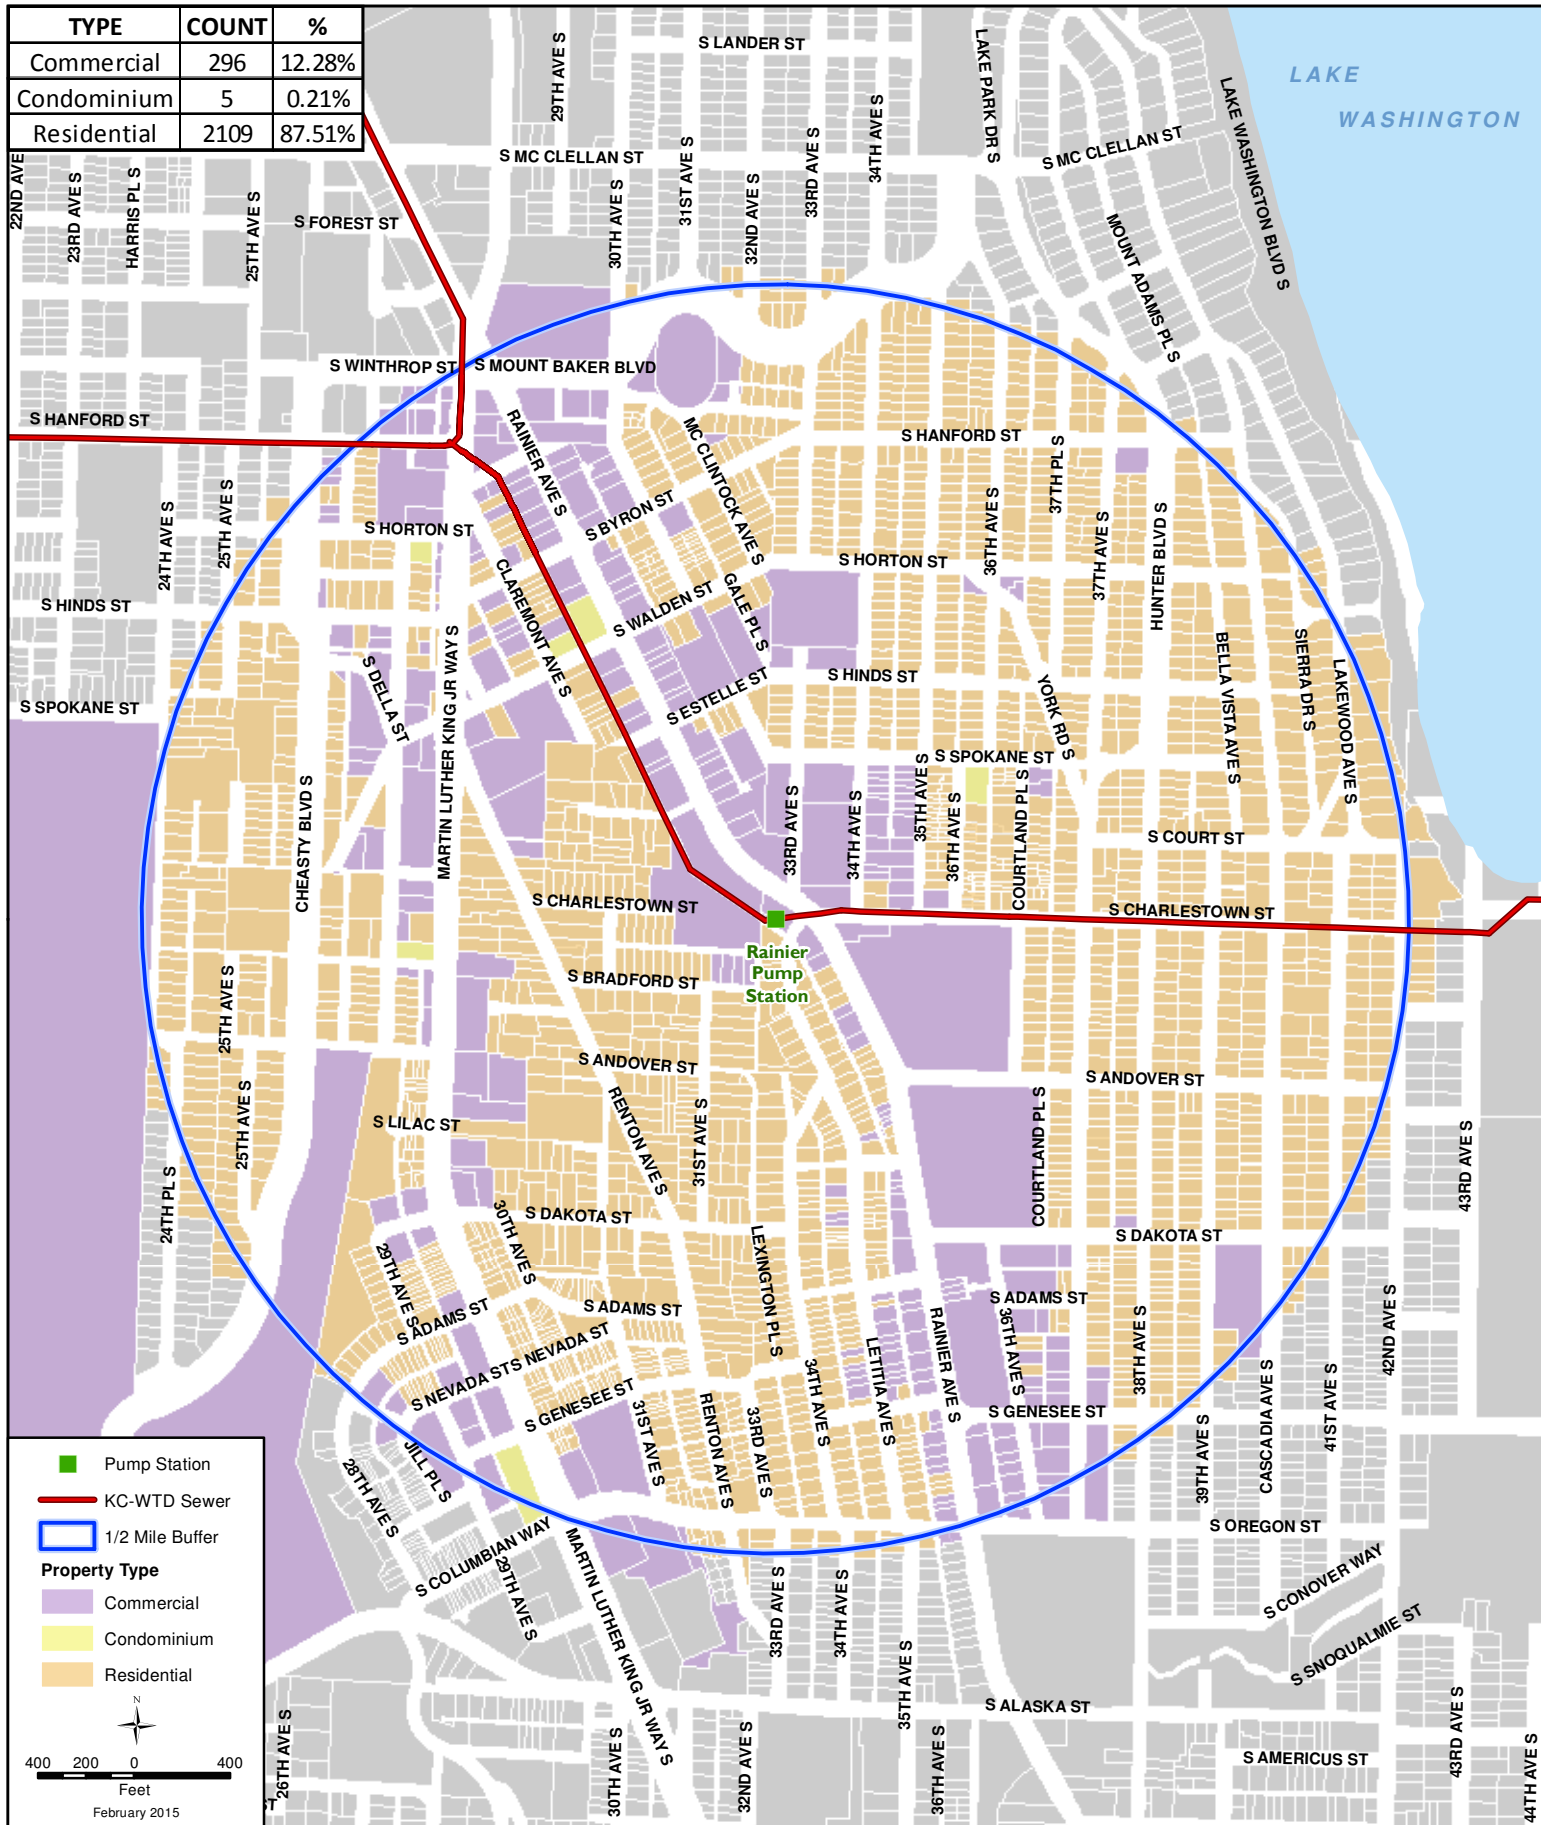 TYPE COUNT %
Commercial 296 12.28%
Condominium 5 0.21%
Residential 2109 87.51%
LAKE
WASHINGTON
S LANDER ST
29TH AVE S
LAKE PARK DR S
LAKE WASHINGTON BLVD S
34TH AVE S
33RD AVE S
31ST AVE S
S MC CLELLAN ST
S MC CLELLAN ST
22ND AVE
23RD AVE S
HARRIS PL S
25TH AVE S
S FOREST ST
30TH AVE S
32ND AVE S
MOUNT ADAMS PL S
S WINTHROP ST
S MOUNT BAKER BLVD
S HANFORD ST
RAINIER AVE S
MC CLINTOCK AVE S
S HANFORD ST
37TH PL S
24TH AVE S
25TH AVE S
S HORTON ST
S BYRON ST
36TH AVE S
37TH AVE S
HUNTER BLVD S
S HORTON ST
CLAREMONT AVE S
GALE PL S
S WALDEN ST
S HINDS ST
MARTIN LUTHER KING JR WAY S
S DELLA ST
S ESTELLE ST
S HINDS ST
YORK RD S
BELLA VISTA AVE S
SIERRA DR S
LAKEWOOD AVE S
S SPOKANE ST
S SPOKANE ST
CHEASTY BLVD S
33RD AVE S
34TH AVE S
35TH AVE S
36TH AVE S
COURTLAND PL S
S COURT ST
S CHARLESTOWN ST
S CHARLESTOWN ST
Rainier
Pump
Station
S BRADFORD ST
25TH AVE S
S ANDOVER ST
S ANDOVER ST
25TH AVE S
S LILAC ST
RENTON AVE S
31ST AVE S
COURTLAND PL S
43RD AVE S
24TH PL S
30TH AVE S
S DAKOTA ST
S DAKOTA ST
29TH AVE S
LEXINGTON PL S
S ADAMS ST
S ADAMS ST
S ADAMS ST
36TH AVE S
RAINIER AVE S
38TH AVE S
42ND AVE S
S NEVADA ST
S NEVADA ST
S GENESEE ST
31ST AVE S
RENTON AVE S
33RD AVE S
34TH AVE S
LETITIA AVE S
S GENESEE ST
39TH AVE S
CASCADIA AVE S
41ST AVE S
JILL PL S
28TH AVE S
S COLUMBIAN WAY
29TH AVE S
MARTIN LUTHER KING JR WAY S
S OREGON ST
S CONOVER WAY
S SNOQUALMIE ST
33RD AVE S
34TH AVE S
35TH AVE S
S ALASKA ST
S AMERICUS ST
26TH AVE S
30TH AVE S
32ND AVE S
36TH AVE S
43RD AVE S
44TH AVE S
ST
Pump Station
KC-WTD Sewer
1/2 Mile Buffer
Property Type
Commercial
Condominium
Residential
N
400 200 0 400
Feet
February 2015